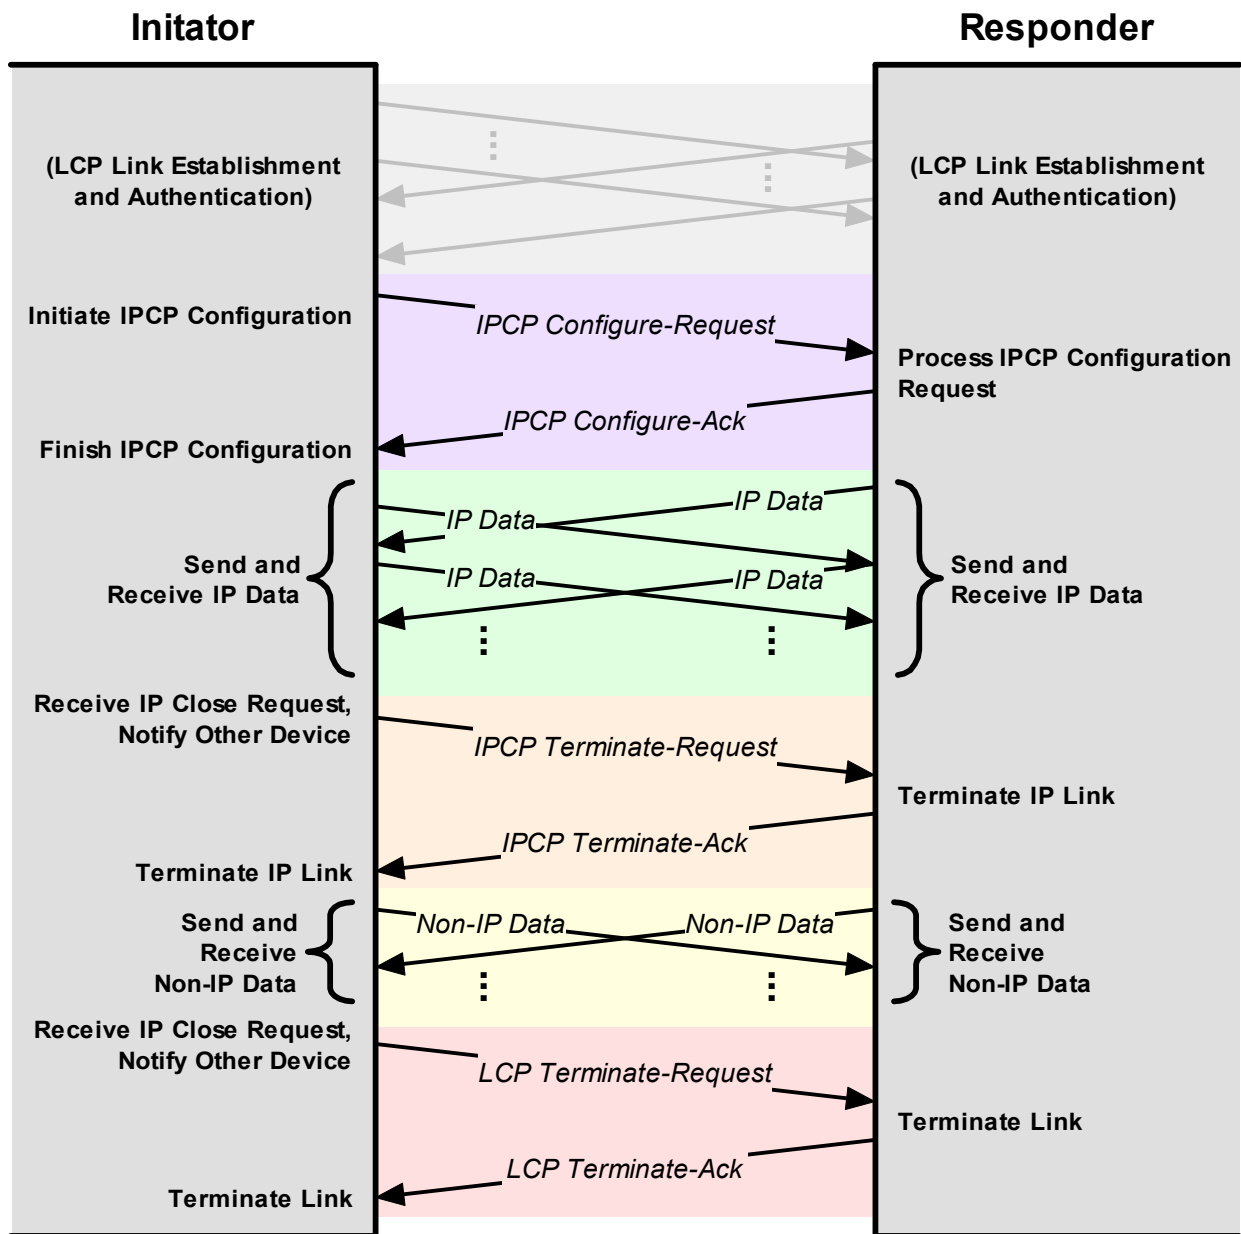 Initator
Responder
(LCP Link Establishment
and Authentication)
(LCP Link Establishment
and Authentication)
Initiate IPCP Configuration
IPCP Configure-Request
Process IPCP Configuration
Request
IPCP Configure-Ack
Finish IPCP Configuration
IP Data
IP Data
Send and
Receive IP Data
IP Data
IP Data
Send and
Receive IP Data
Receive IP Close Request,
Notify Other Device
IPCP Terminate-Request
Terminate IP Link
IPCP Terminate-Ack
Terminate IP Link
Send and
Receive
Non-IP Data
Non-IP Data
Non-IP Data
Send and
Receive
Non-IP Data
Receive IP Close Request,
Notify Other Device
LCP Terminate-Request
Terminate Link
LCP Terminate-Ack
Terminate Link